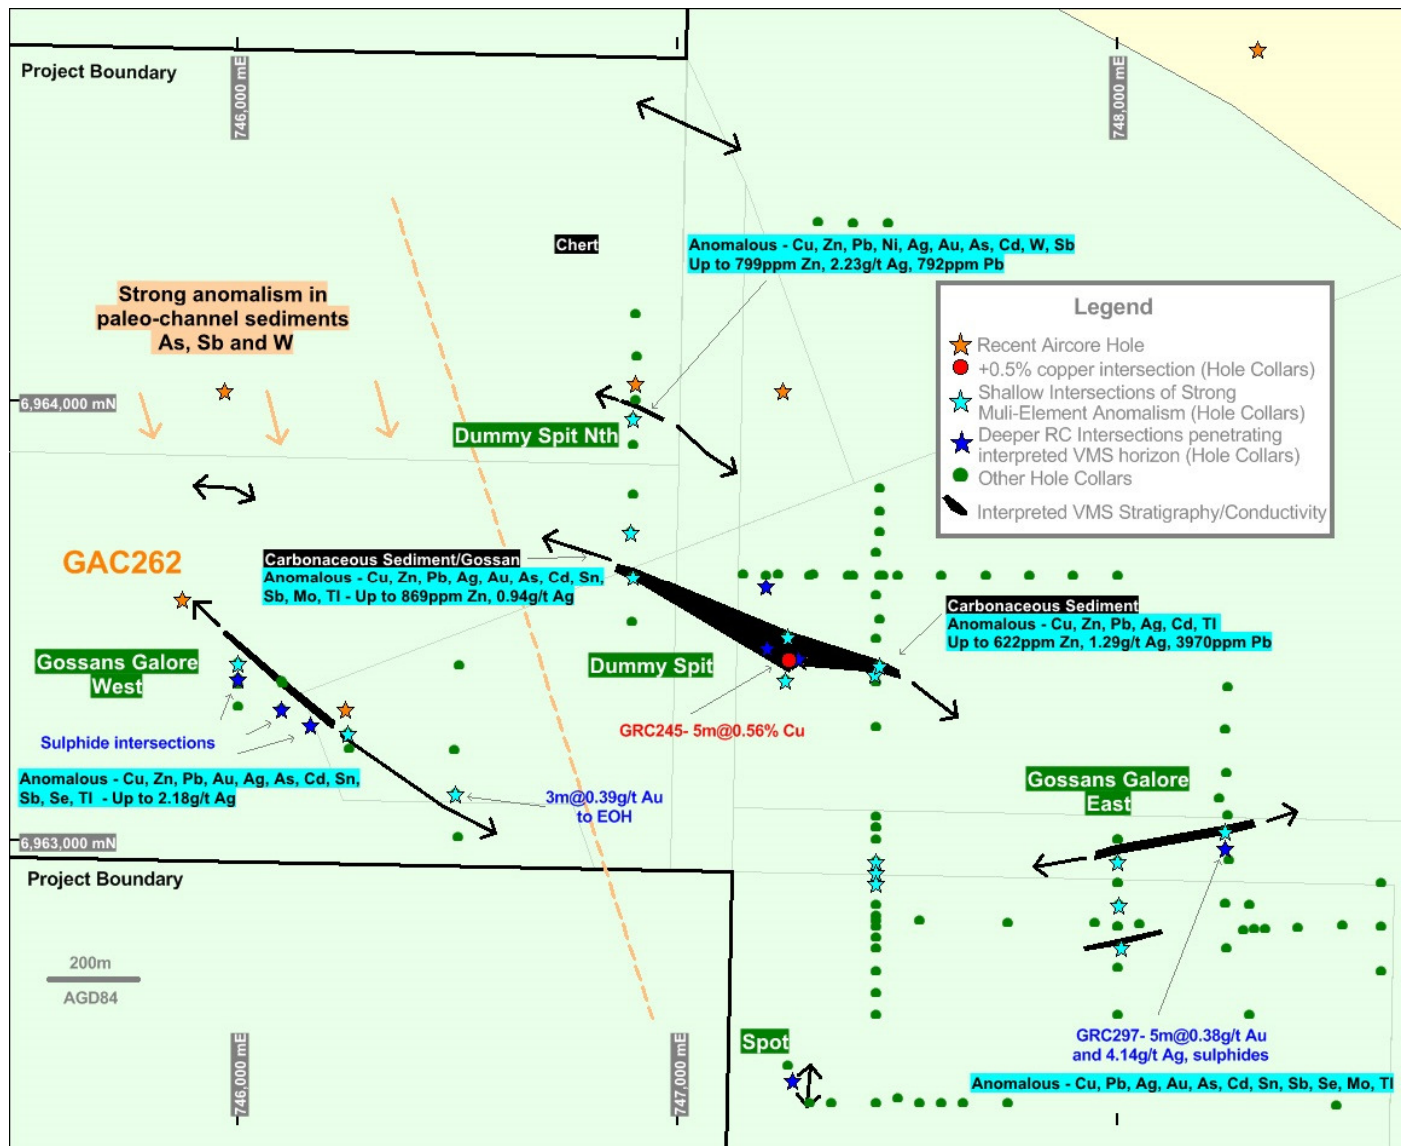 Project Boundary
746,000 mE
747,000 mE
748,000 mE
Chert
Anomalous - Cu, Zn, Pb, Ni, Ag, Au, As, Cd, W, Sb
Up to 799ppm Zn, 2.23g/t Ag, 792ppm Pb
Strong anomalism in
paleo-channel sediments
As, Sb and W
Legend
Recent Aircore Hole
+0.5% copper intersection (Hole Collars)
Shallow Intersections of Strong
Muli-Element Anomalism (Hole Collars)
Deeper RC Intersections penetrating
interpreted VMS horizon (Hole Collars)
Other Hole Collars
Interpreted VMS Stratigraphy/Conductivity
6,964,000 mN
Dummy Spit Nth
GAC262
Carbonaceous Sediment/Gossan
Anomalous - Cu, Zn, Pb, Ag, Au, As, Cd, Sn,
Sb, Mo, Tl - Up to 869ppm Zn, 0.94g/t Ag
Carbonaceous Sediment
Anomalous - Cu, Zn, Pb, Ag, Cd, Tl
Up to 622ppm Zn, 1.29g/t Ag, 3970ppm Pb
Gossans Galore
West
Dummy Spit
GRC245- 5m@0.56% Cu
Sulphide intersections
Anomalous - Cu, Zn, Pb, Au, Ag, As, Cd, Sn,
Sb, Se, Tl - Up to 2.18g/t Ag
3m@0.39g/t Au
to EOH
Gossans Galore
East
6,963,000 mN
Project Boundary
200m
AGD84
746,000 mE
747,000 mE
Spot
GRC297- 5m@0.38g/t Au
and 4.14g/t Ag, sulphides
Anomalous - Cu, Pb, Ag, Au, As, Cd, Sn, Sb, Se, Mo, Tl
748,000 mE